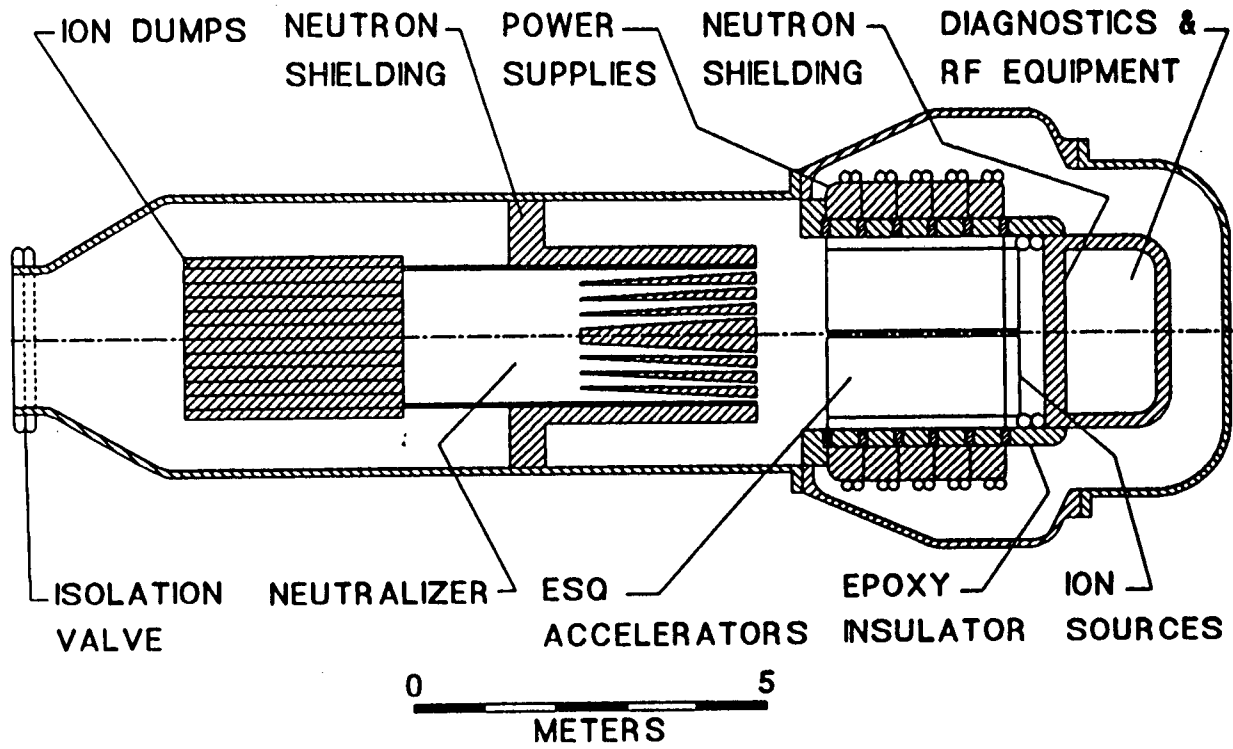 ION DUMPS
NEUTRON
SHIELDING
POWER
SUPPLIES
NEUTRON
SHIELDING
DIAGNOSTICS &
RF EQUIPMENT
ISOLATION
VALVE
NEUTRALIZER
ESQ
ACCELERATORS
EPOXY
INSULATOR
ION
SOURCES
0 5
METERS